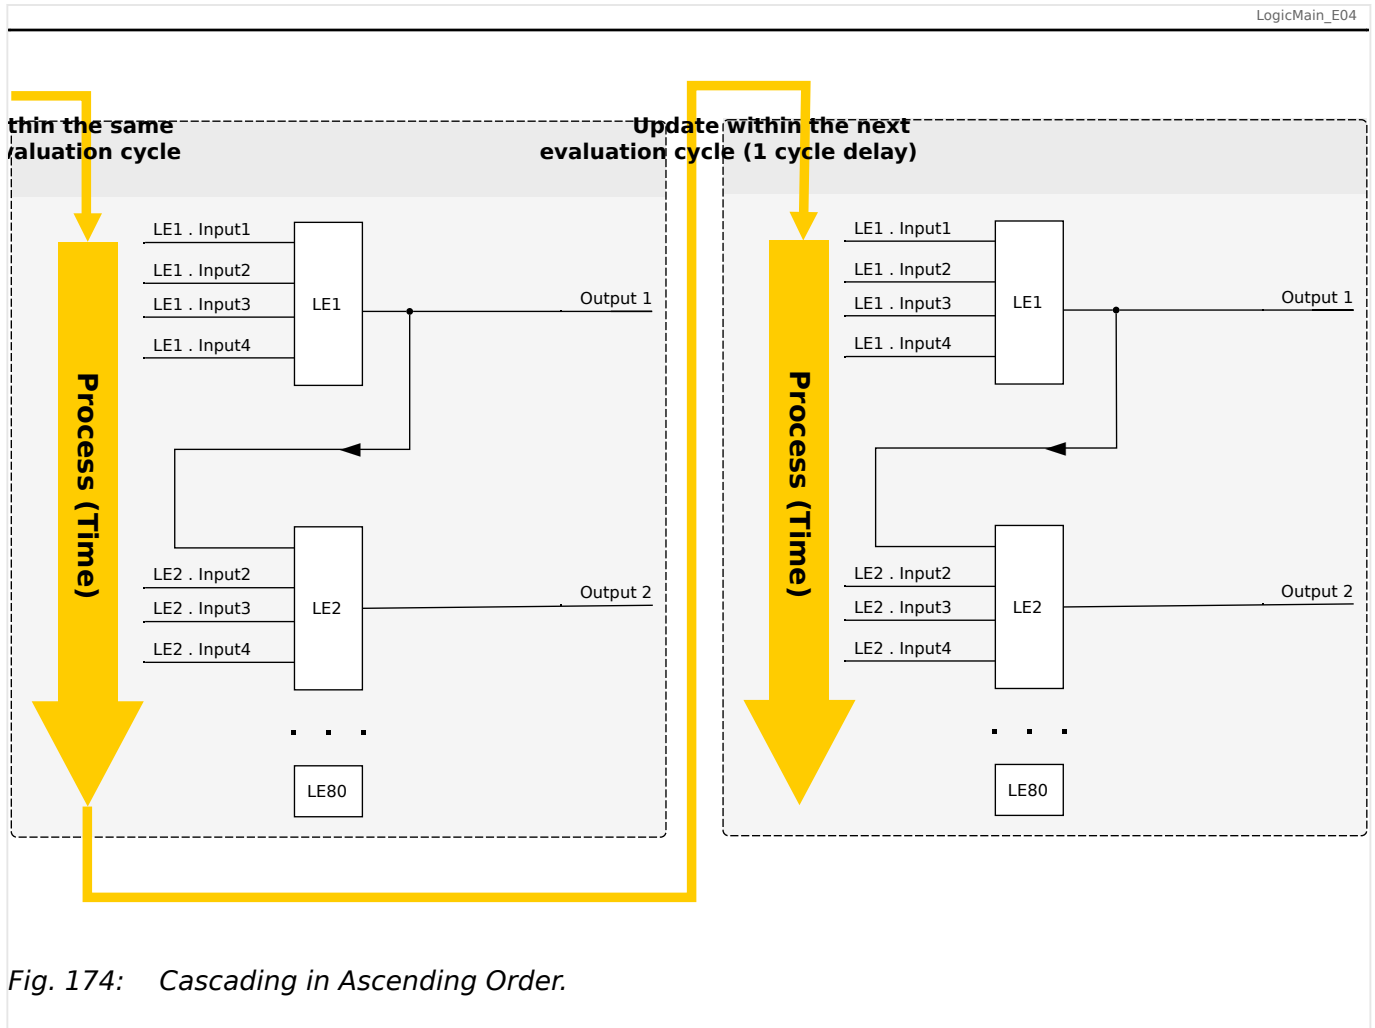 LogicMain_E04
thin the same
valuation cycle
Update within the next
evaluation cycle (1 cycle delay)
LE1 . Input1
LE1 . Input2
LE1 . Input3
LE1 . Input4
LE1
Output 1
Process (Time)
LE2 . Input2
LE2 . Input3
LE2 . Input4
LE2
Output 2
. . .
LE80
LE1 . Input1
LE1 . Input2
LE1 . Input3
LE1 . Input4
LE1
Output 1
Process (Time)
LE2 . Input2
LE2 . Input3
LE2 . Input4
LE2
Output 2
. . .
LE80
Fig. 174: Cascading in Ascending Order.